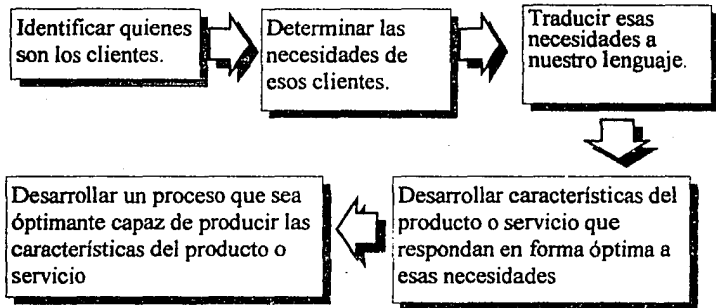 Identificar quienes
son los clientes.
Determinar las
necesidades de
esos clientes.
Traducir esas
necesidades a
nuestro lenguaje.
Desarrollar características del
producto o servicio que
respondan en forma óptima a
esas necesidades
Desarrollar un proceso que sea
óptimante capaz de producir las
características del producto o
servicio